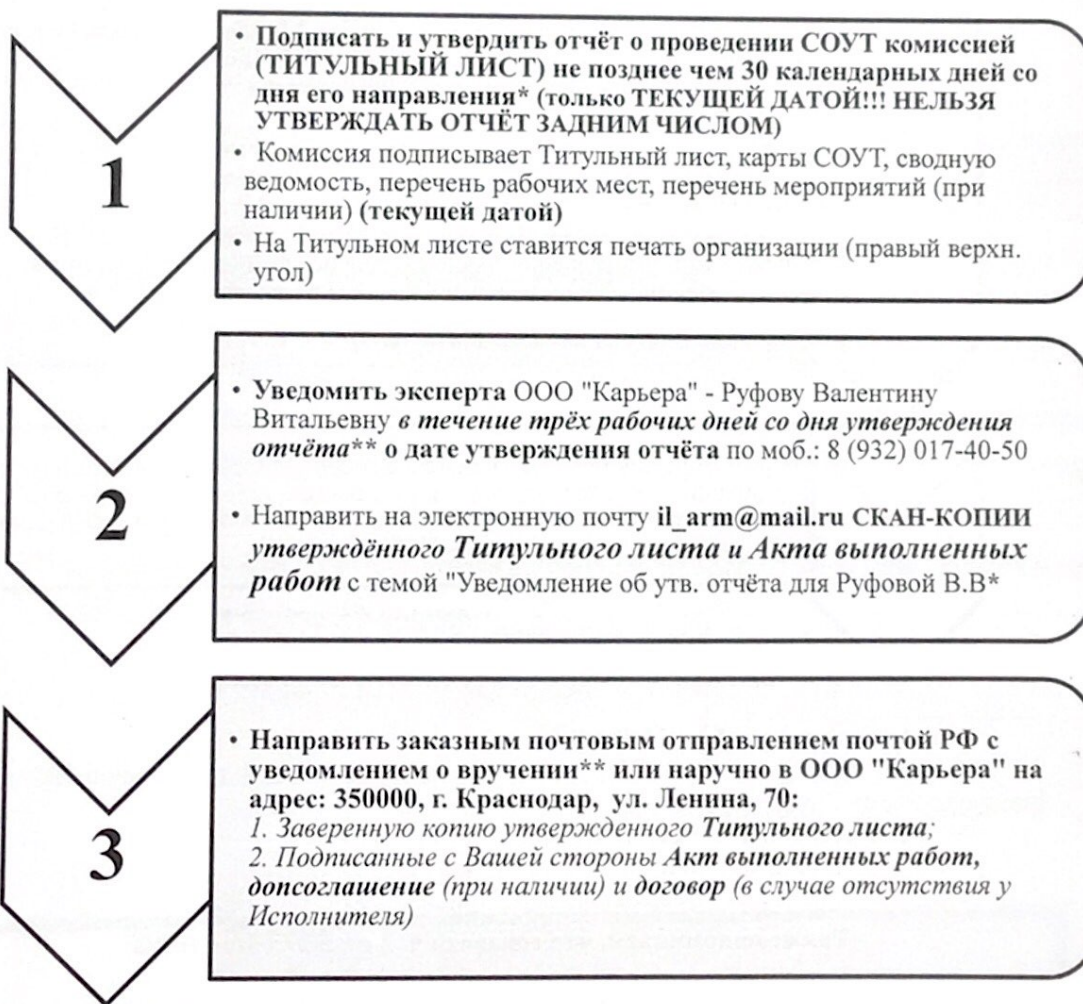 1
• Подписать и утвердить отчёт о проведении СОУТ комиссией
(ТИТУЛЬНЫЙ ЛИСТ) не позднее чем 30 календарных дней со
дня его направления* (только ТЕКУЩЕЙ ДАТОЙ!!! НЕЛЬЗЯ
УТВЕРЖДАТЬ ОТЧЁТ ЗАДНИМ ЧИСЛОМ)
• Комиссия подписывает Титульный лист, карты СОУТ, сводную
ведомость, перечень рабочих мест, перечень мероприятий (при
наличии) (текущей датой)
• На Титульном листе ставится печать организации (правый верхн.
угол)
2
• Уведомить эксперта ООО "Карьера" - Руфову Валентину
Витальевну в течение трёх рабочих дней со дня утверждения
отчёта** о дате утверждения отчёта по моб.: 8 (932) 017-40-50
• Направить на электронную почту il_arm@mail.ru СКАН-КОПИИ
утверждённого Титульного листа и Акта выполненных
работ с темой "Уведомление об утв. отчёта для Руфовой В.В*
3
• Направить заказным почтовым отправлением почтой РФ с
уведомлением о вручении** или наручно в ООО "Карьера" на
адрес: 350000, г. Краснодар, ул. Ленина, 70:
1. Заверенную копию утвержденного Титульного листа;
2. Подписанные с Вашей стороны Акт выполненных работ,
допсоглашение (при наличии) и договор (в случае отсутствия у
Исполнителя)